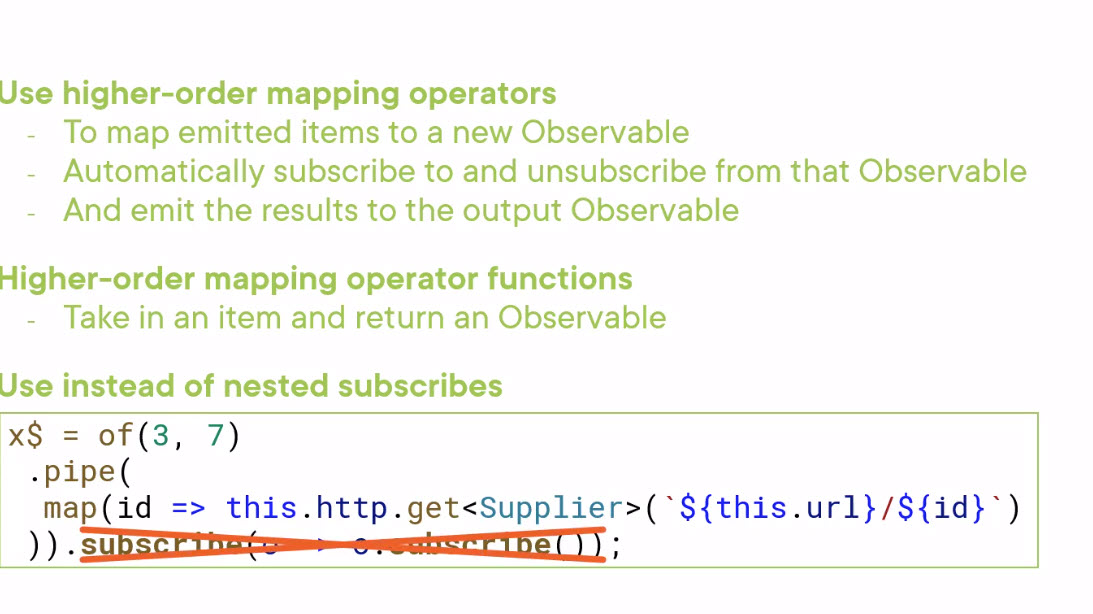 Use higher-order mapping operators
- To map emitted items to a new Observable
- Automatically subscribe to and unsubscribe from that Observable
- And emit the results to the output Observable
Higher-order mapping operator functions
- Take in an item and return an Observable
Use instead of nested subscribes
x$ = of(3, 7)
.pipe(
map(id => this.http.get<Supplier>(`${this.url}/${id}`)
)).subscribe(o => o.subscribe());